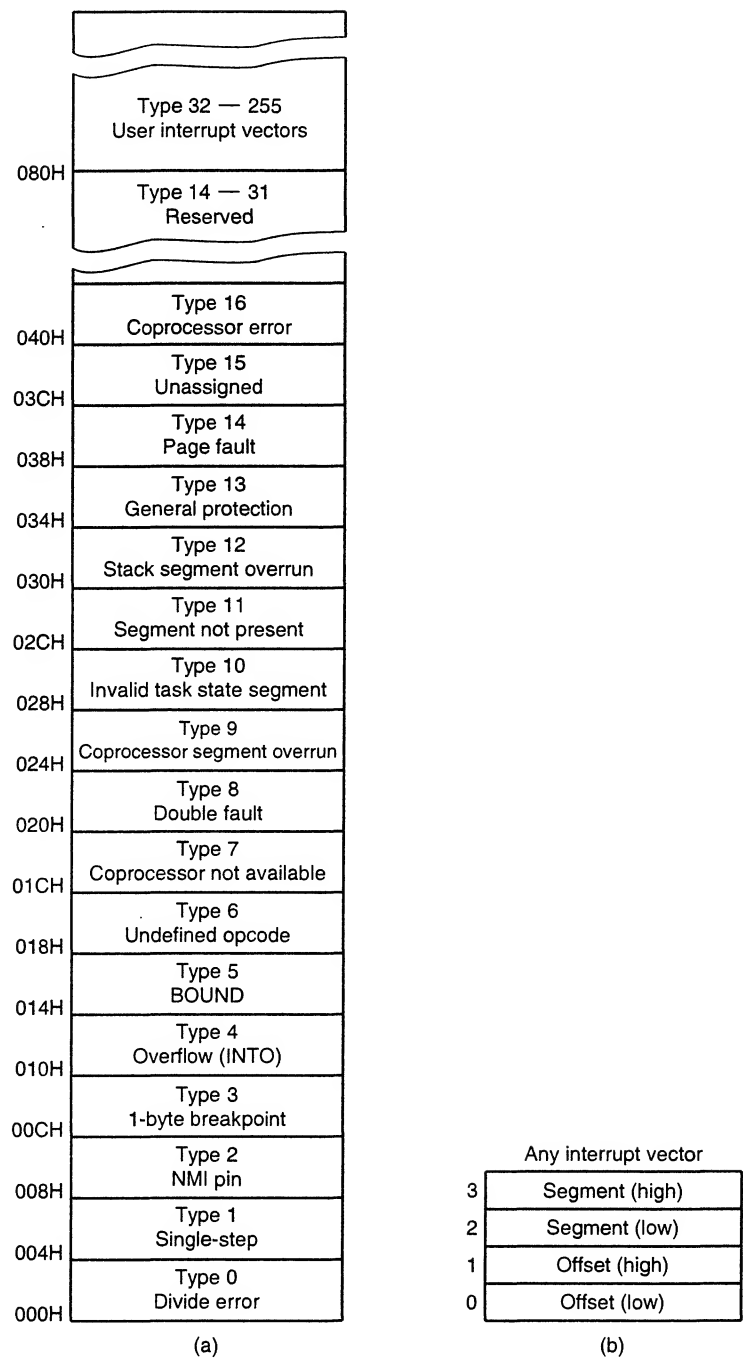 Type 32 — 255
User interrupt vectors
080H
Type 14 — 31
Reserved
Type 16
Coprocessor error
040H
Type 15
Unassigned
03CH
Type 14
Page fault
038H
Type 13
General protection
034H
Type 12
Stack segment overrun
030H
Type 11
Segment not present
02CH
Type 10
Invalid task state segment
028H
Type 9
Coprocessor segment overrun
024H
Type 8
Double fault
020H
Type 7
Coprocessor not available
01CH
Type 6
Undefined opcode
018H
Type 5
BOUND
014H
Type 4
Overflow (INTO)
010H
Type 3
1-byte breakpoint
00CH
Type 2
NMI pin
008H
Type 1
Single-step
004H
Type 0
Divide error
000H
(a)
Any interrupt vector
3 Segment (high)
2 Segment (low)
1 Offset (high)
0 Offset (low)
(b)